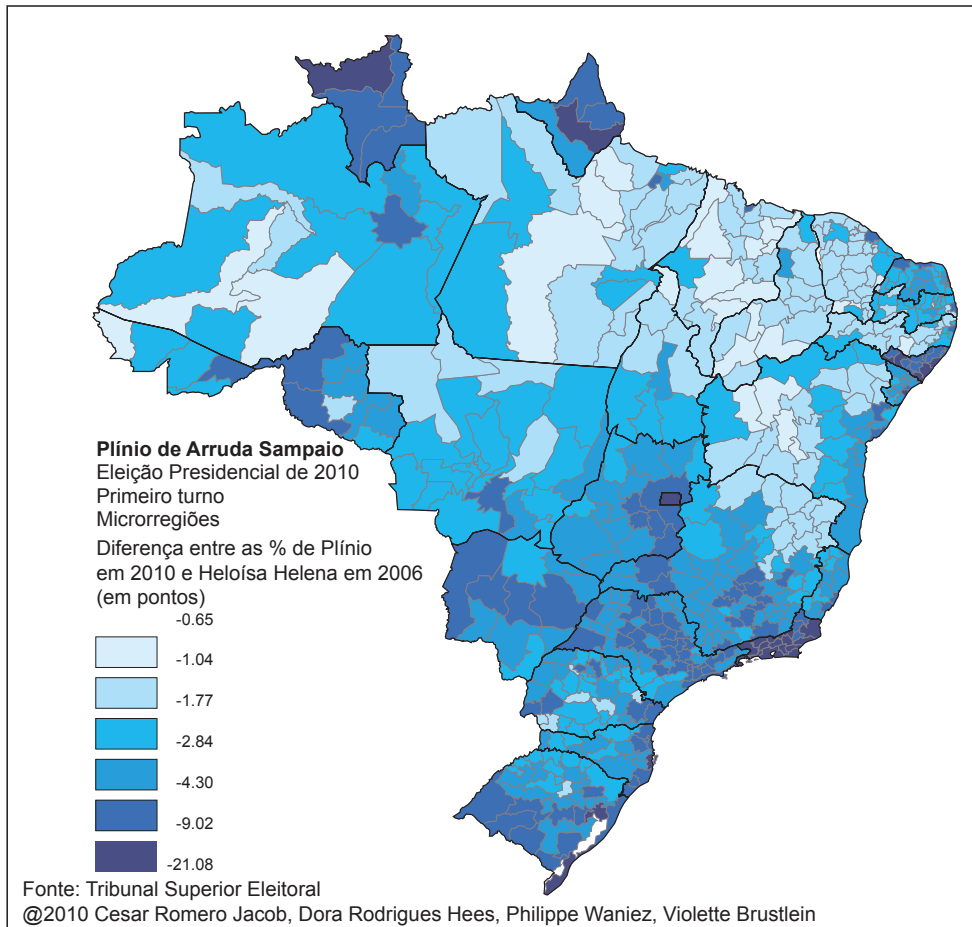 Plínio de Arruda Sampaio
Eleição Presidencial de 2010
Primeiro turno
Microrregiões
Diferença entre as % de Plínio
em 2010 e Heloísa Helena em 2006
(em pontos)
-0.65
-1.04
-1.77
-2.84
-4.30
-9.02
-21.08
Fonte: Tribunal Superior Eleitoral
@2010 Cesar Romero Jacob, Dora Rodrigues Hees, Philippe Waniez, Violette Brustlein